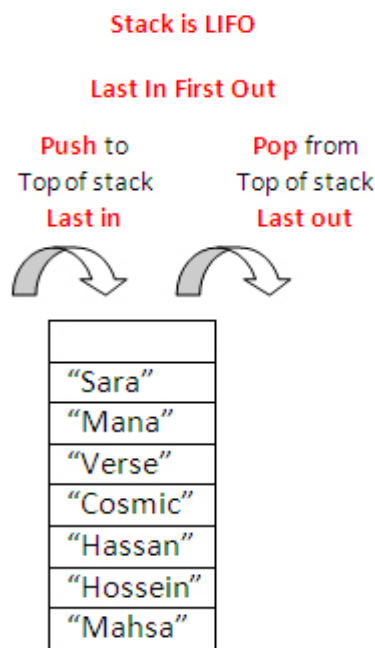 Stack is LIFO
Last In First Out
Push to
Top of stack
Last in
Pop from
Top of stack
Last out
“Sara”
“Mana”
“Verse”
“Cosmic”
“Hassan”
“Hossein”
“Mahsa”